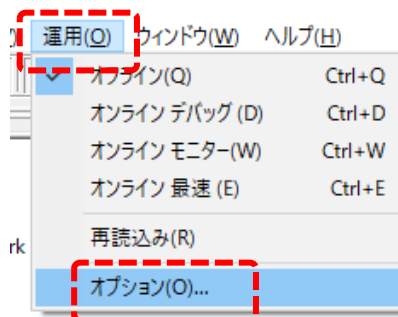 運用(O) ウィンドウ(W) ヘルプ(H)
オフライン(Q) Ctrl+Q
オンライン デバッグ (D) Ctrl+D
オンライン モニター(W) Ctrl+W
オンライン 最速 (E) Ctrl+E
再読込み(R)
rk
オプション(O)...